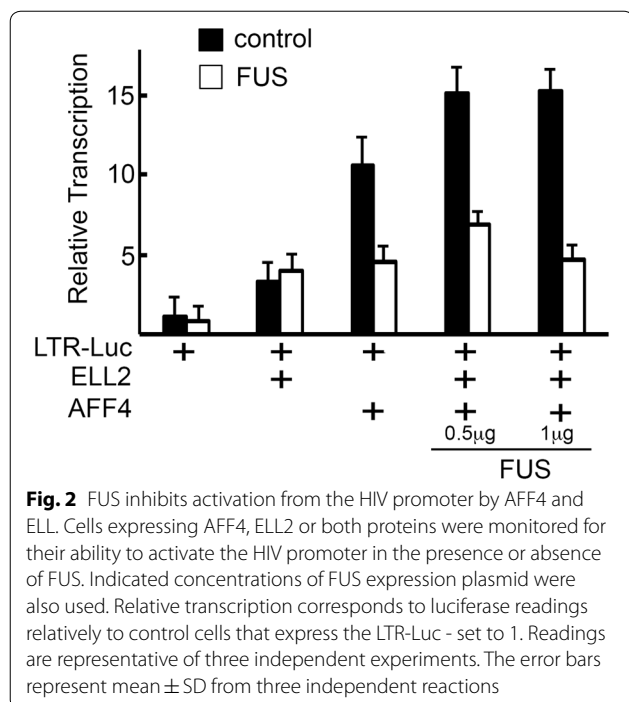 control
FUS
Relative Transcription
15
10
5
LTR-Luc + + + + +
ELL2 + + +
AFF4 + + +
0.5µg 1µg
FUS
Fig. 2 FUS inhibits activation from the HIV promoter by AFF4 and
ELL. Cells expressing AFF4, ELL2 or both proteins were monitored for
their ability to activate the HIV promoter in the presence or absence
of FUS. Indicated concentrations of FUS expression plasmid were
also used. Relative transcription corresponds to luciferase readings
relatively to control cells that express the LTR-Luc - set to 1. Readings
are representative of three independent experiments. The error bars
represent mean ± SD from three independent reactions